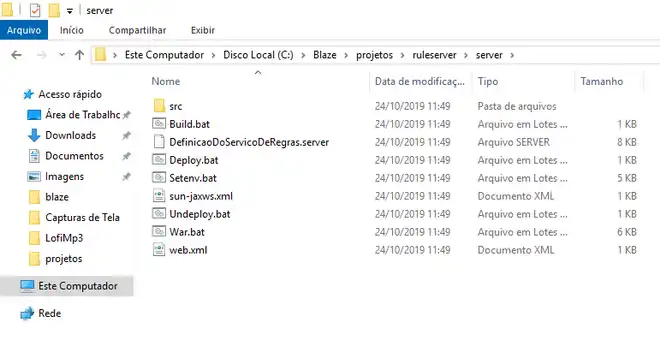 server
Arquivo Início Compartilhar Exibir
Este Computador Disco Local (C:) Blaze projetos ruleserver server
Nome Data de modificaç... Tipo Tamanho
Acesso rápido
Área de Trabalho
Downloads
Documentos
Imagens
blaze
Capturas de Tela
LofiMp3
projetos
Este Computador
Rede
src 24/10/2019 11:49 Pasta de arquivos
Build.bat 24/10/2019 11:49 Arquivo em Lotes ... 1 KB
DefinicaoDoServicoDeRegras.server 24/10/2019 11:49 Arquivo SERVER 8 KB
Deploy.bat 24/10/2019 11:49 Arquivo em Lotes ... 1 KB
Setenv.bat 24/10/2019 11:49 Arquivo em Lotes ... 5 KB
sun-jaxws.xml 24/10/2019 11:49 Documento XML 1 KB
Undeploy.bat 24/10/2019 11:49 Arquivo em Lotes ... 1 KB
War.bat 24/10/2019 11:49 Arquivo em Lotes ... 6 KB
web.xml 24/10/2019 11:49 Documento XML 1 KB